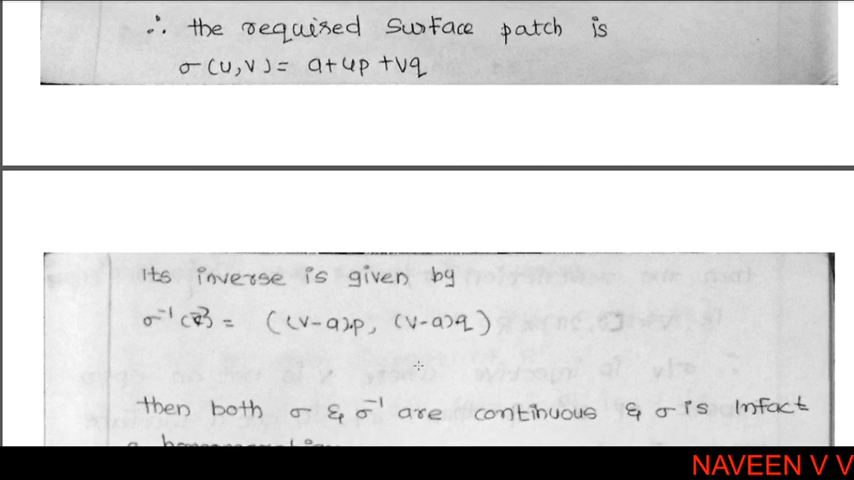 ∴ the required surface patch is
σ(u,v) = a+up+vq
Its inverse is given by
σ⁻¹(v⃗) = ((v-a).p, (v-a).q)
then both σ & σ⁻¹ are continuous & σ is Infact
NAVEEN V V